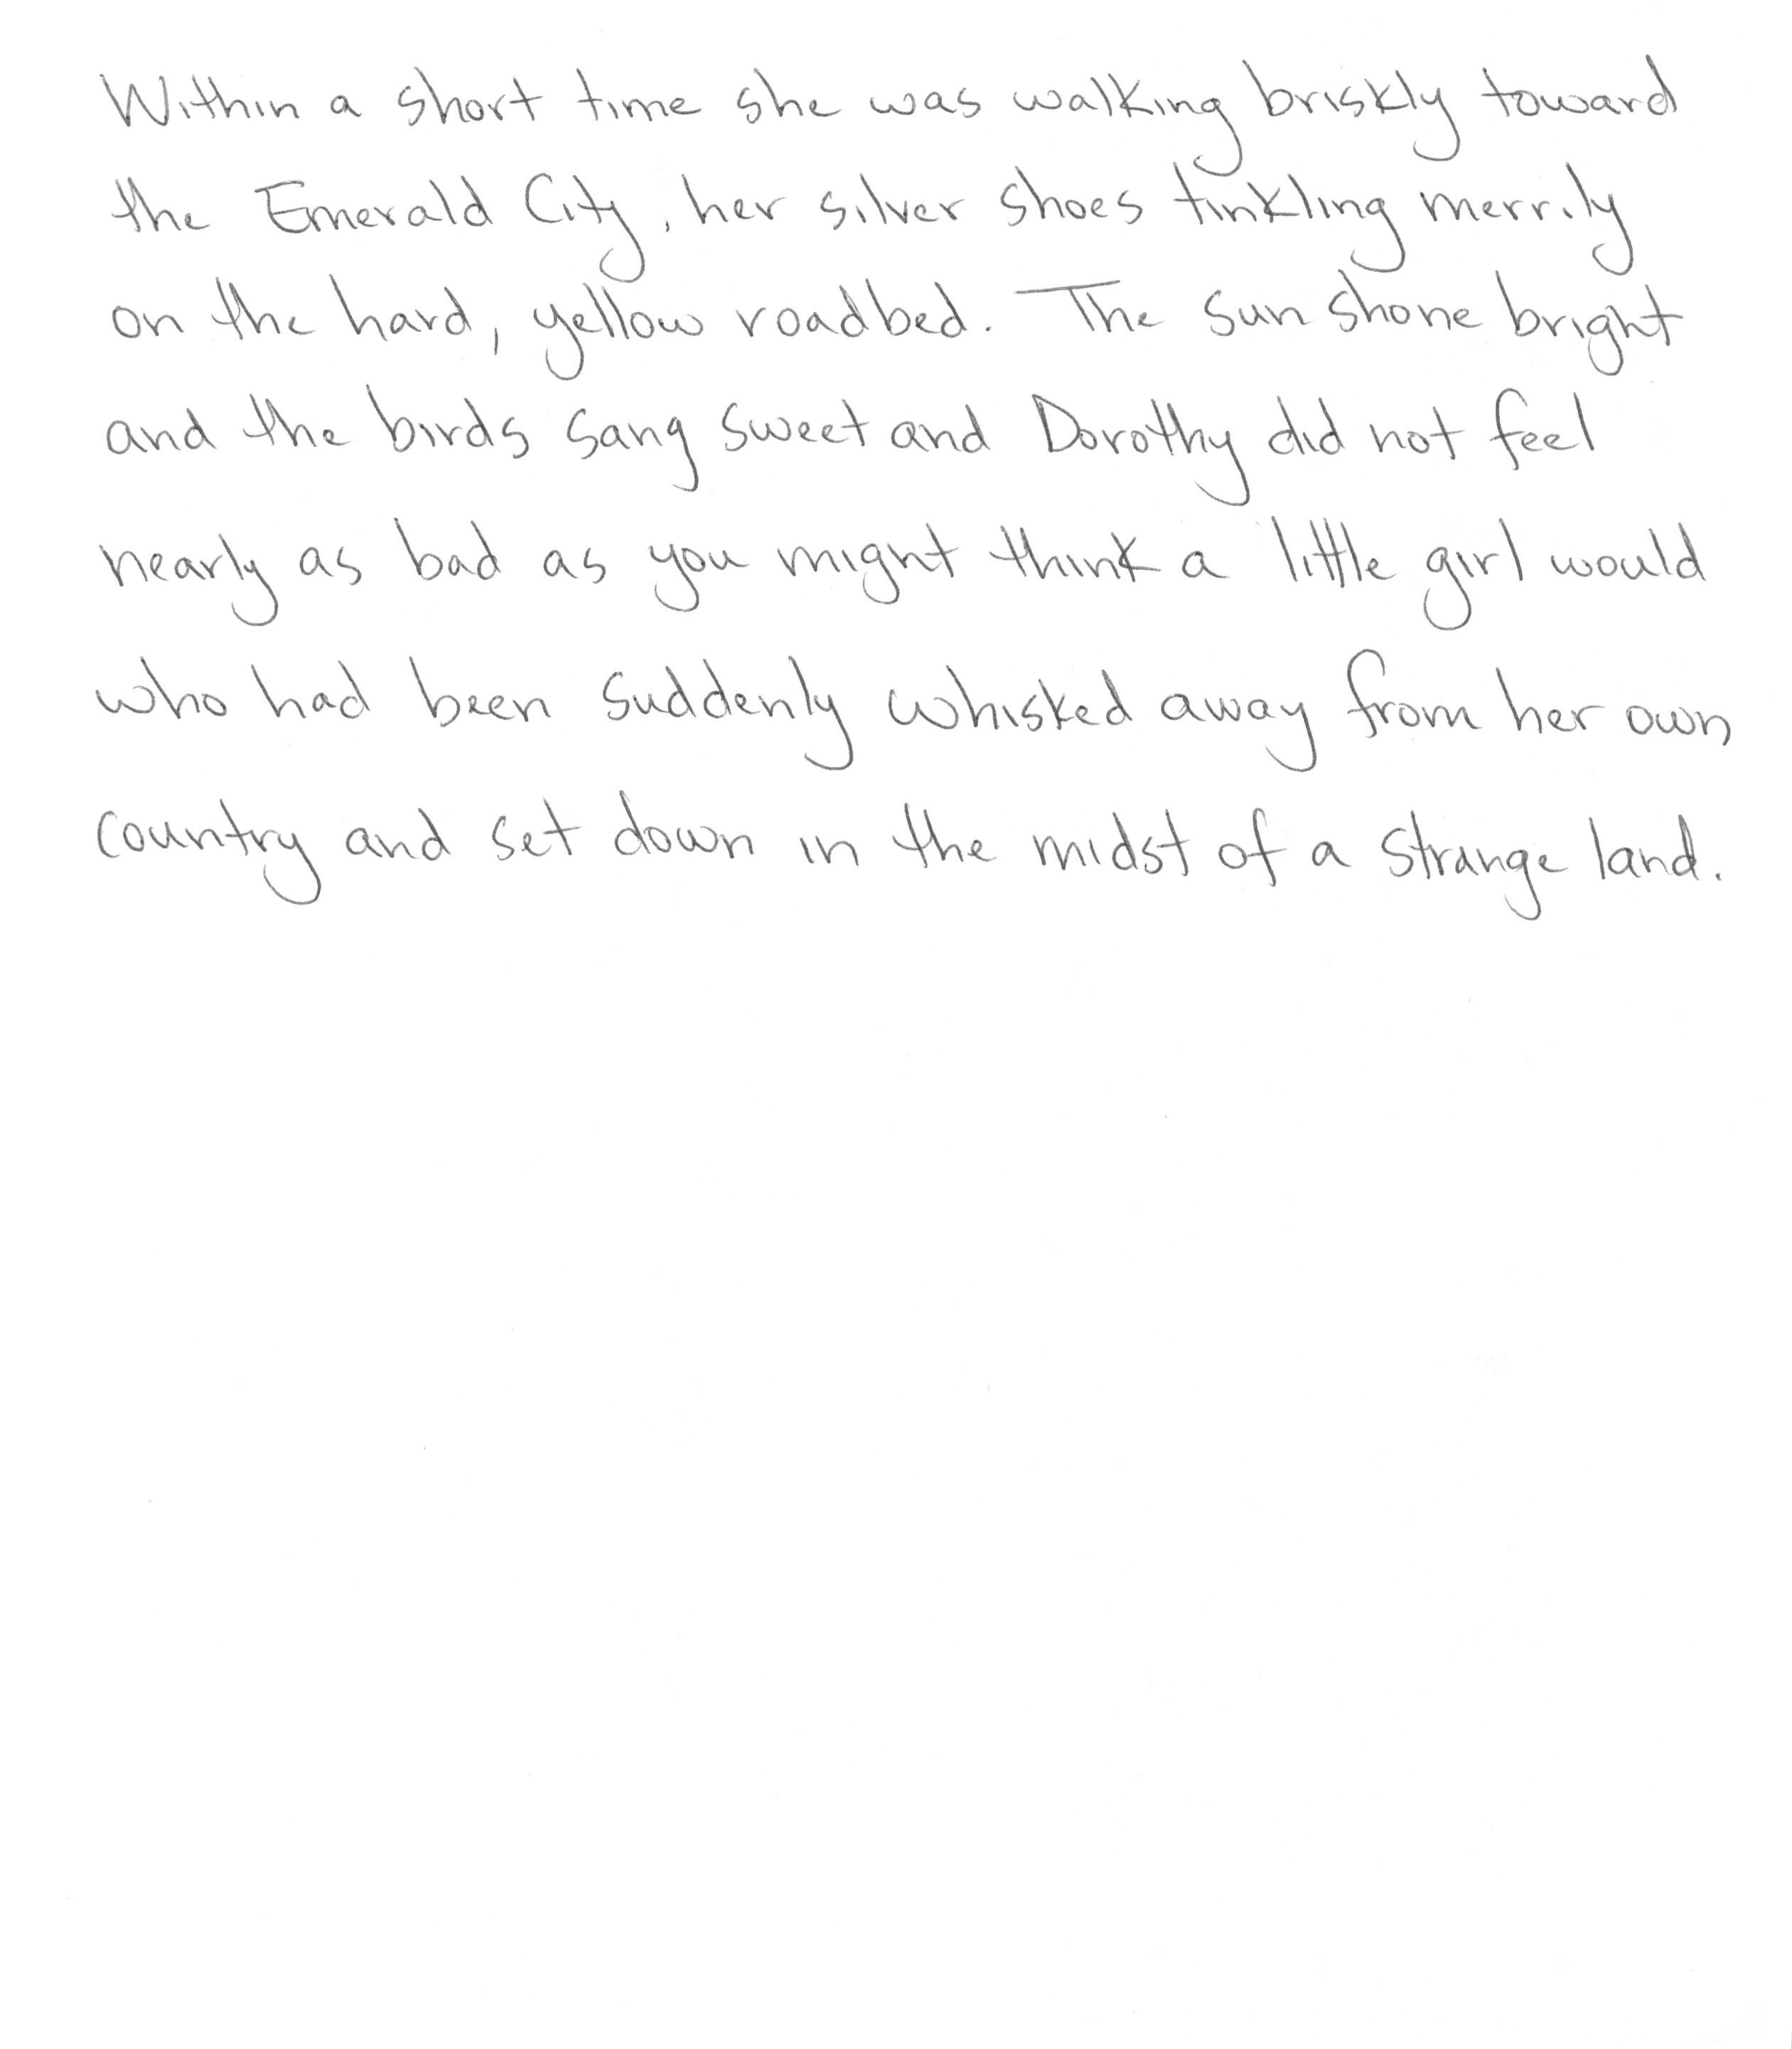 Within a short time she was walking briskly toward
the Emerald City, her silver shoes tinkling merrily
on the hard, yellow roadbed. The sun shone bright
and the birds sang sweet and Dorothy did not feel
nearly as bad as you might think a little girl would
who had been suddenly whisked away from her own
country and set down in the midst of a strange land.